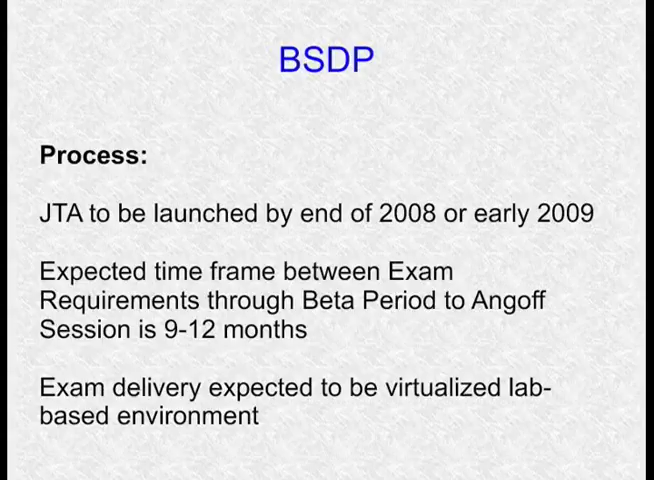 BSDP
Process:
JTA to be launched by end of 2008 or early 2009
Expected time frame between Exam
Requirements through Beta Period to Angoff
Session is 9-12 months
Exam delivery expected to be virtualized lab-
based environment